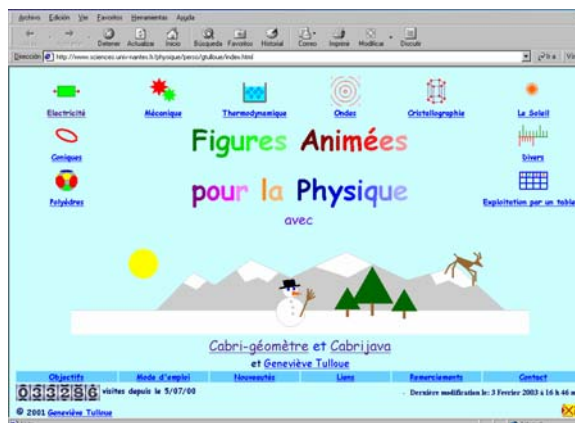 Archivo Edición Ver Favoritos Herramientas Ayuda
Detener Actualizar Inicio Búsqueda Favoritos Historial Correo Imprimir Modificar Discutir
Dirección http://www.sciences.univ-nantes.fr/physique/perso/gtulloue/index.html
Electricité Mécanique Thermodynamique Ondes Cristallographie Le Soleil
Coniques Divers
Figures Animées
Polyèdres Exploitation par un table
pour la Physique
avec
Cabri-géomètre et Cabrijava
et Geneviève Tulloue
Objectifs Mode d'emploi Nouveautés Liens Remerciements Contact
033286 visites depuis le 5/07/00 - Dernière modification le: 3 Fevrier 2003 à 16 h 46 m
© 2001 Geneviève Tulloue